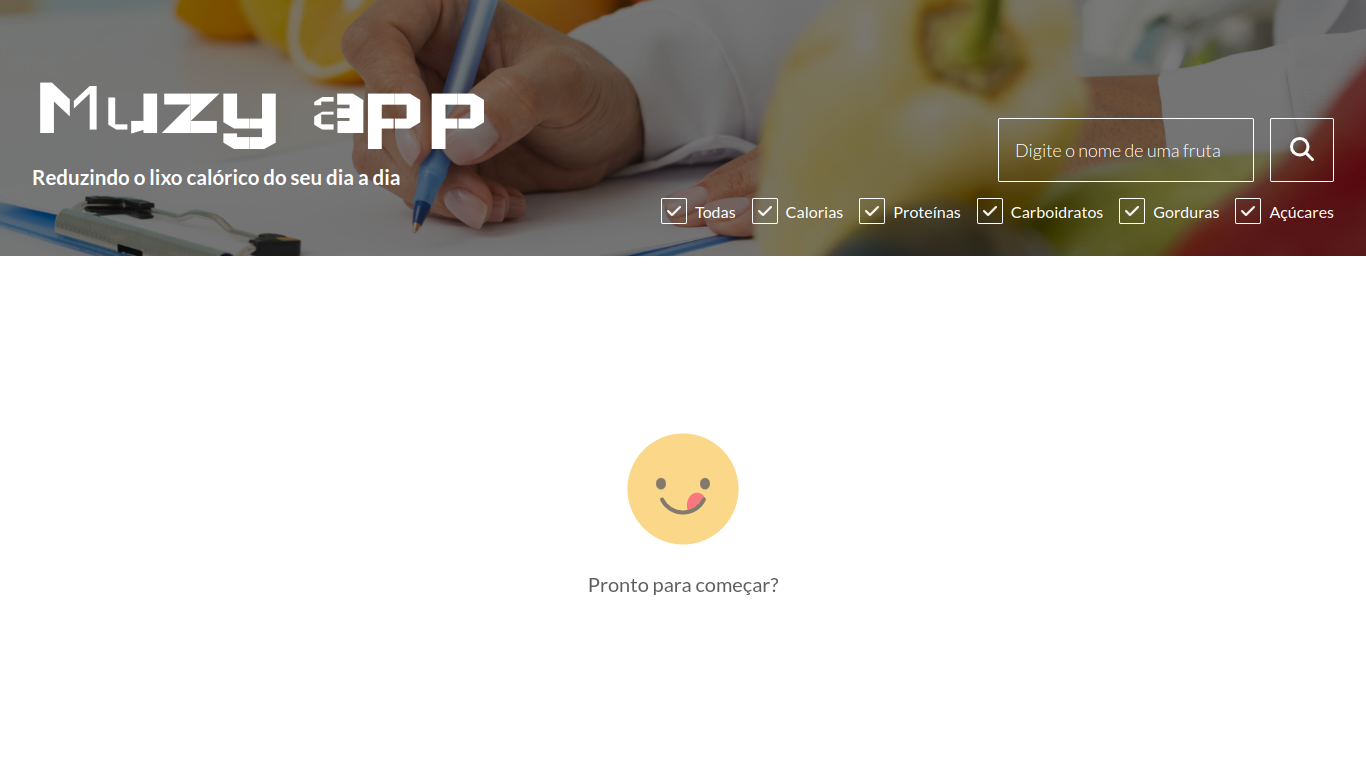 Muzy app
Reduzindo o lixo calórico do seu dia a dia
Digite o nome de uma fruta
Todas Calorias Proteínas Carboidratos Gorduras Açúcares
Pronto para começar?